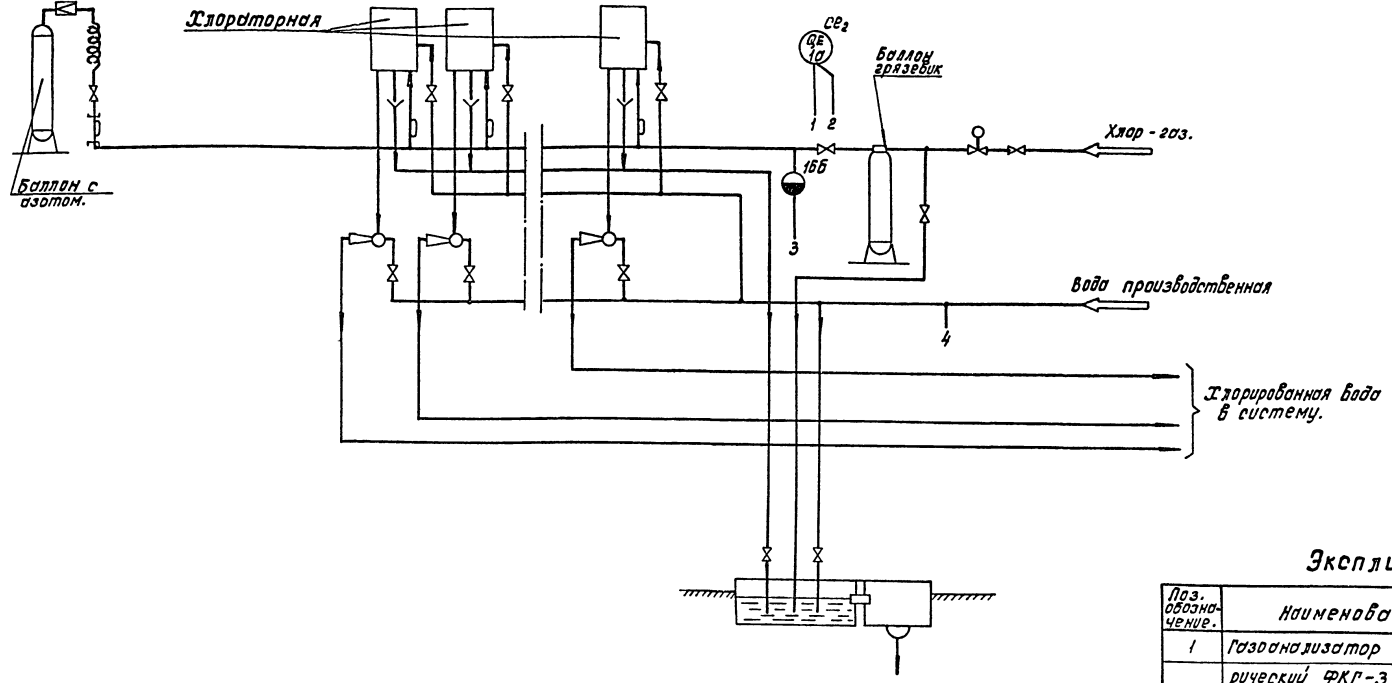 Хлораторная
Cl₂
QE
1а
1 2
Баллон
грязевик
Хлор-газ.
Баллон с
азотом.
1ББ
3
Вода производственная
4
Хлорированная вода
в систему.
Экспли
Поз.
обозна-
чение.
Наименова
1 Газоанализатор
рический ФКГ-3